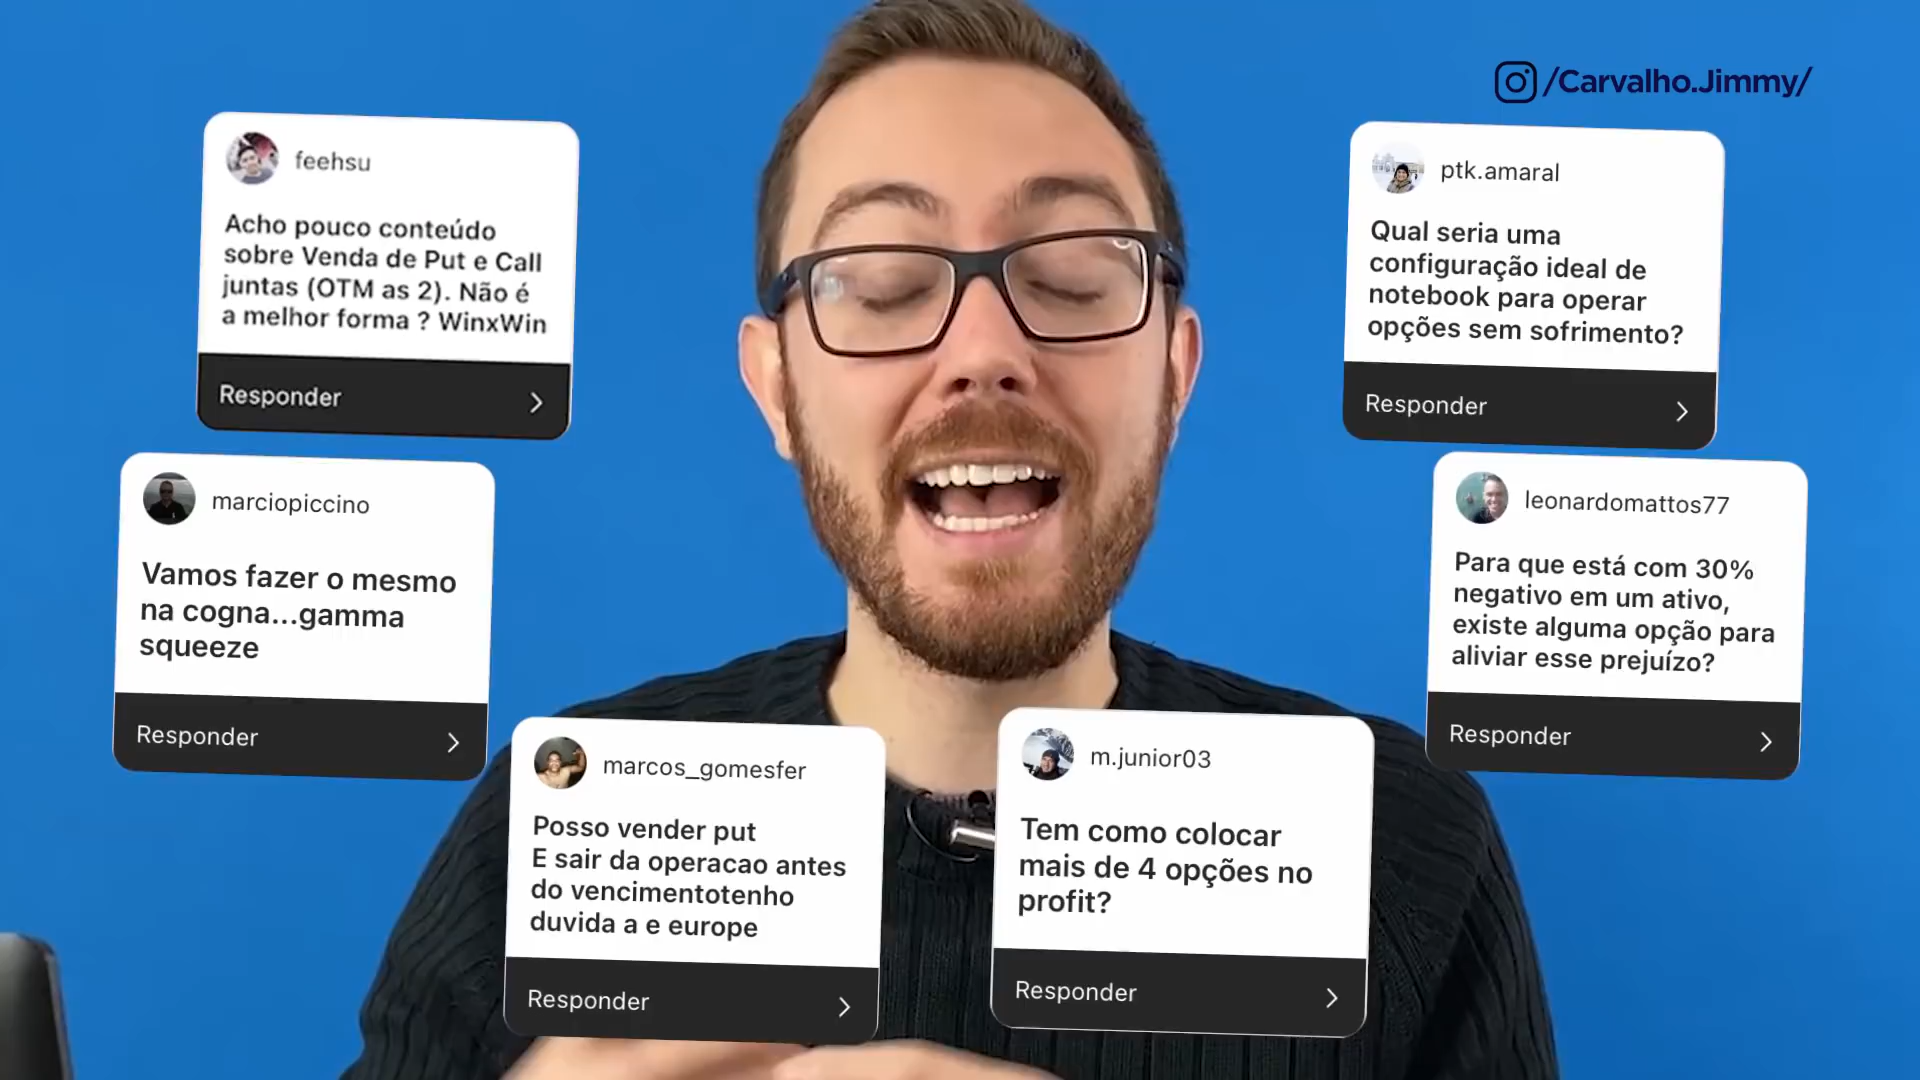 /Carvalho.Jimmy/
feehsu
Acho pouco conteúdo
sobre Venda de Put e Call
juntas (OTM as 2). Não é
a melhor forma ? WinxWin
Responder
ptk.amaral
Qual seria uma
configuração ideal de
notebook para operar
opções sem sofrimento?
Responder
marciopiccino
Vamos fazer o mesmo
na cogna...gamma
squeeze
Responder
leonardomattos77
Para que está com 30%
negativo em um ativo,
existe alguma opção para
aliviar esse prejuízo?
Responder
marcos_gomesfer
Posso vender put
E sair da operacao antes
do vencimentotenho
duvida a e europe
Responder
m.junior03
Tem como colocar
mais de 4 opções no
profit?
Responder